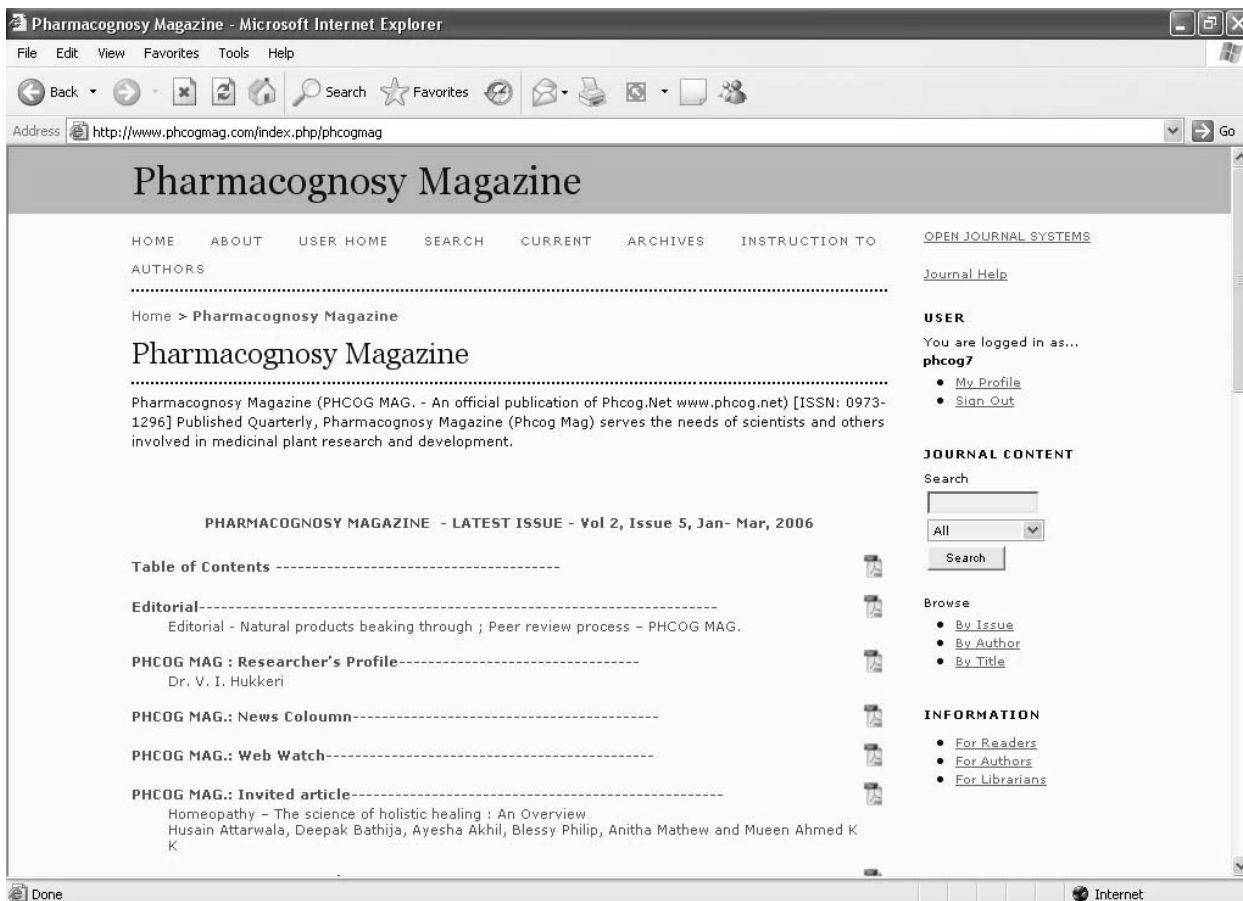 Pharmacognosy Magazine - Microsoft Internet Explorer
File Edit View Favorites Tools Help
Back Search Favorites
Address http://www.phcogmag.com/index.php/phcogmag Go
Pharmacognosy Magazine
HOME ABOUT USER HOME SEARCH CURRENT ARCHIVES INSTRUCTION TO
AUTHORS
Home > Pharmacognosy Magazine
Pharmacognosy Magazine
Pharmacognosy Magazine (PHCOG MAG. - An official publication of Phcog.Net www.phcog.net) [ISSN: 0973-
1296] Published Quarterly, Pharmacognosy Magazine (Phcog Mag) serves the needs of scientists and others
involved in medicinal plant research and development.
PHARMACOGNOSY MAGAZINE - LATEST ISSUE - Vol 2, Issue 5, Jan- Mar, 2006
Table of Contents --------------------------------------
Editorial----------------------------------------------------------------------
Editorial - Natural products beaking through ; Peer review process – PHCOG MAG.
PHCOG MAG : Researcher's Profile---------------------------------
Dr. V. I. Hukkeri
PHCOG MAG.: News Coloumn------------------------------------------
PHCOG MAG.: Web Watch---------------------------------------------
PHCOG MAG.: Invited article---------------------------------------------------
Homeopathy – The science of holistic healing : An Overview
Husain Attarwala, Deepak Bathija, Ayesha Akhil, Blessy Philip, Anitha Mathew and Mueen Ahmed K
K
OPEN JOURNAL SYSTEMS
Journal Help
USER
You are logged in as...
phcog7
My Profile
Sign Out
JOURNAL CONTENT
Search
All
Search
Browse
By Issue
By Author
By Title
INFORMATION
For Readers
For Authors
For Librarians
Done Internet